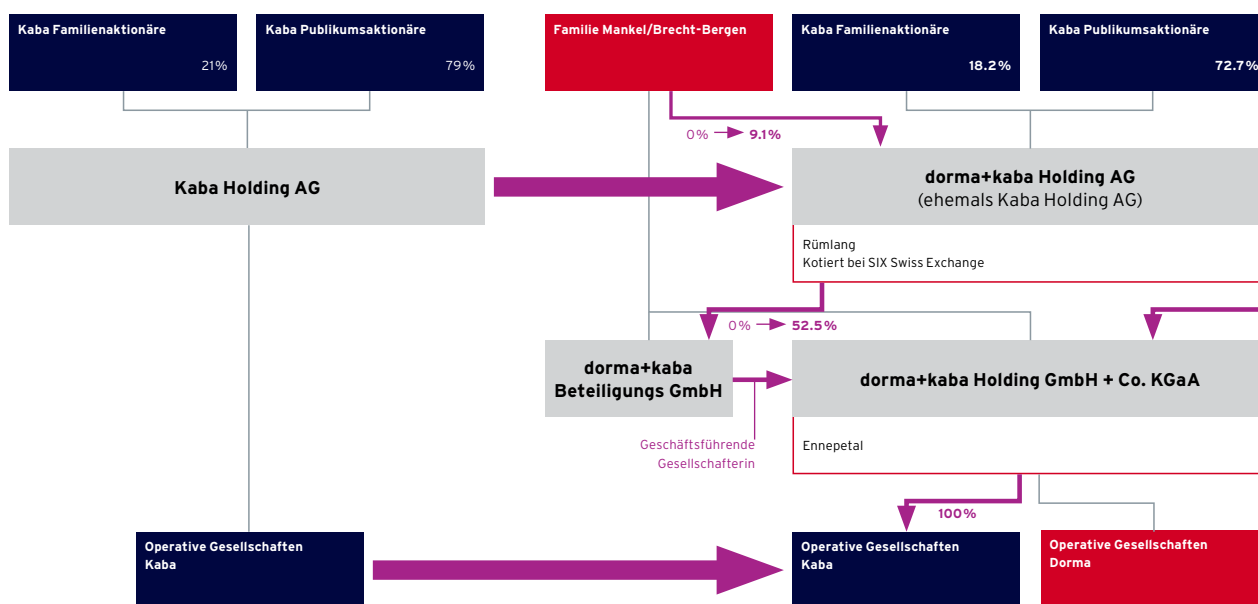 Kaba Familienaktionäre
21%
Kaba Publikumsaktionäre
79%
Familie Mankel/Brecht-Bergen
Kaba Familienaktionäre
18.2%
Kaba Publikumsaktionäre
72.7%
0% 9.1%
Kaba Holding AG
dorma+kaba Holding AG
(ehemals Kaba Holding AG)
Rümlang
Kotiert bei SIX Swiss Exchange
0% 52.5%
dorma+kaba
Beteiligungs GmbH
dorma+kaba Holding GmbH + Co. KGaA
Geschäftsführende
Gesellschafterin
Ennepetal
100%
Operative Gesellschaften
Kaba
Operative Gesellschaften
Kaba
Operative Gesellschaften
Dorma